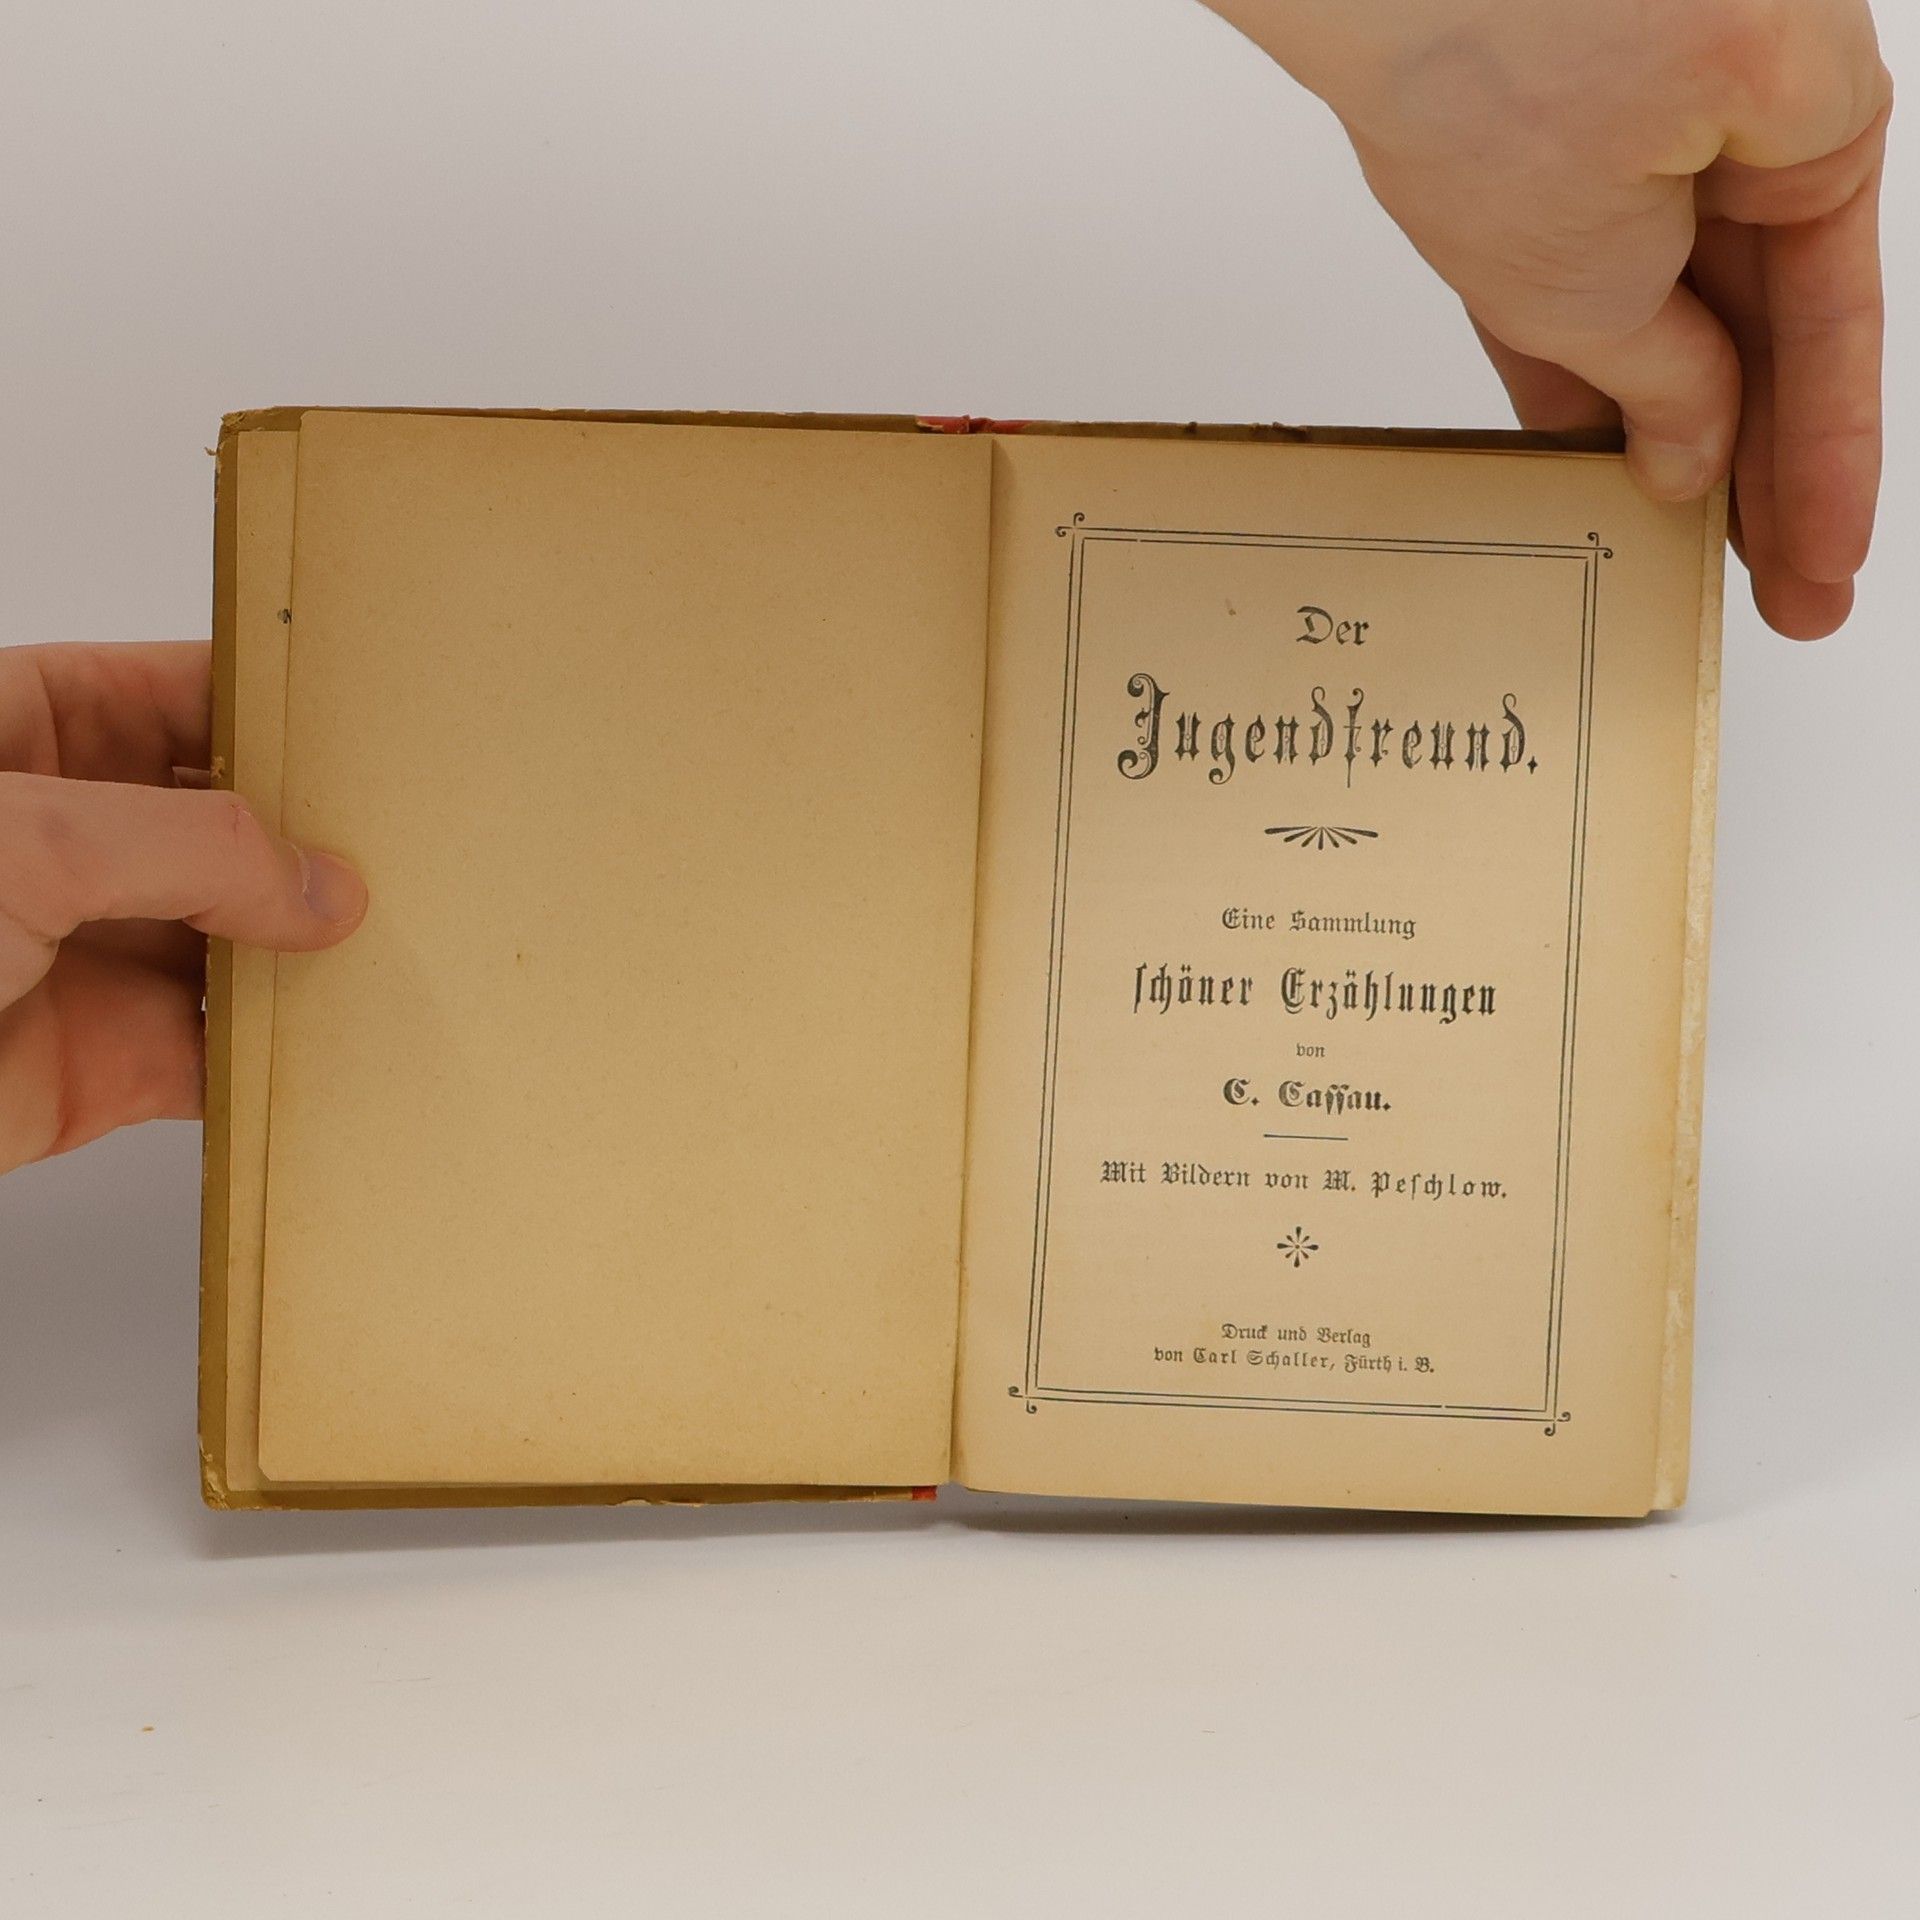 Der
Jugendfreund.
Eine Sammlung
ſchöner Erzählungen
von
C. Caſſau.
Mit Bildern von M. Peſchlow.
Druck und Verlag
von Carl Schaller, Fürth i. B.